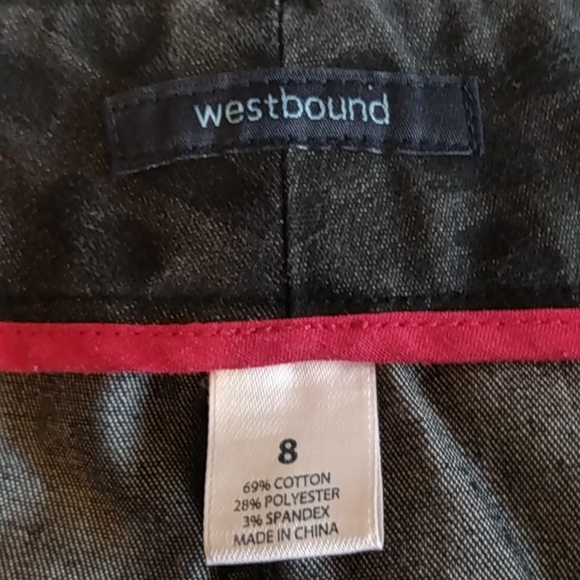 westbound
8
69% COTTON
28% POLYESTER
3% SPANDEX
MADE IN CHINA